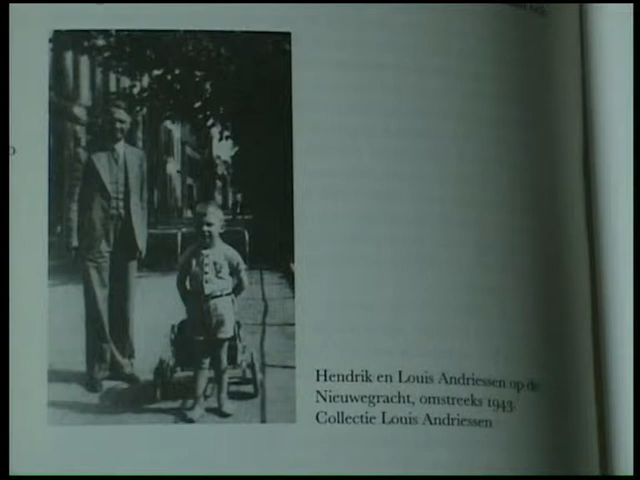 Hendrik en Louis Andriessen op de
Nieuwegracht, omstreeks 1943.
Collectie Louis Andriessen